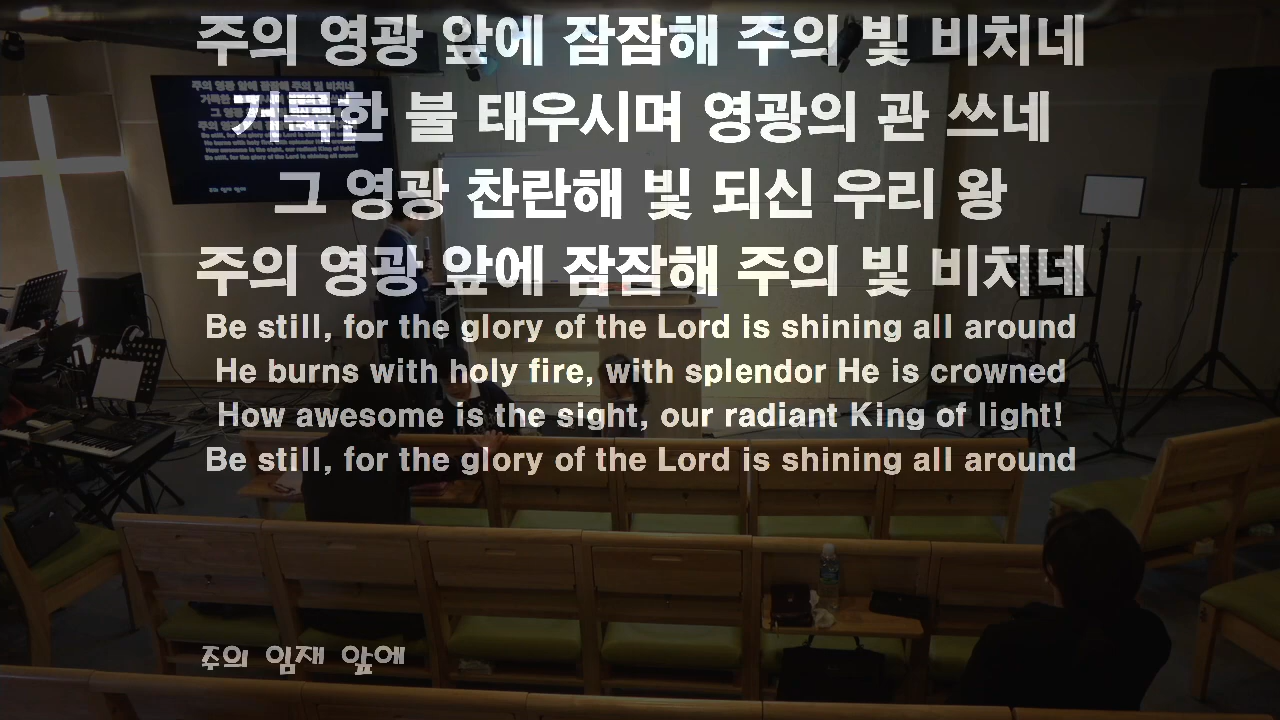 주의 영광 앞에 잠잠해 주의 빛 비치네
거룩한 불 태우시며 영광의 관 쓰네
그 영광 찬란해 빛 되신 우리 왕
주의 영광 앞에 잠잠해 주의 빛 비치네
Be still, for the glory of the Lord is shining all around
He burns with holy fire, with splendor He is crowned
How awesome is the sight, our radiant King of light!
Be still, for the glory of the Lord is shining all around
주의 임재 앞에